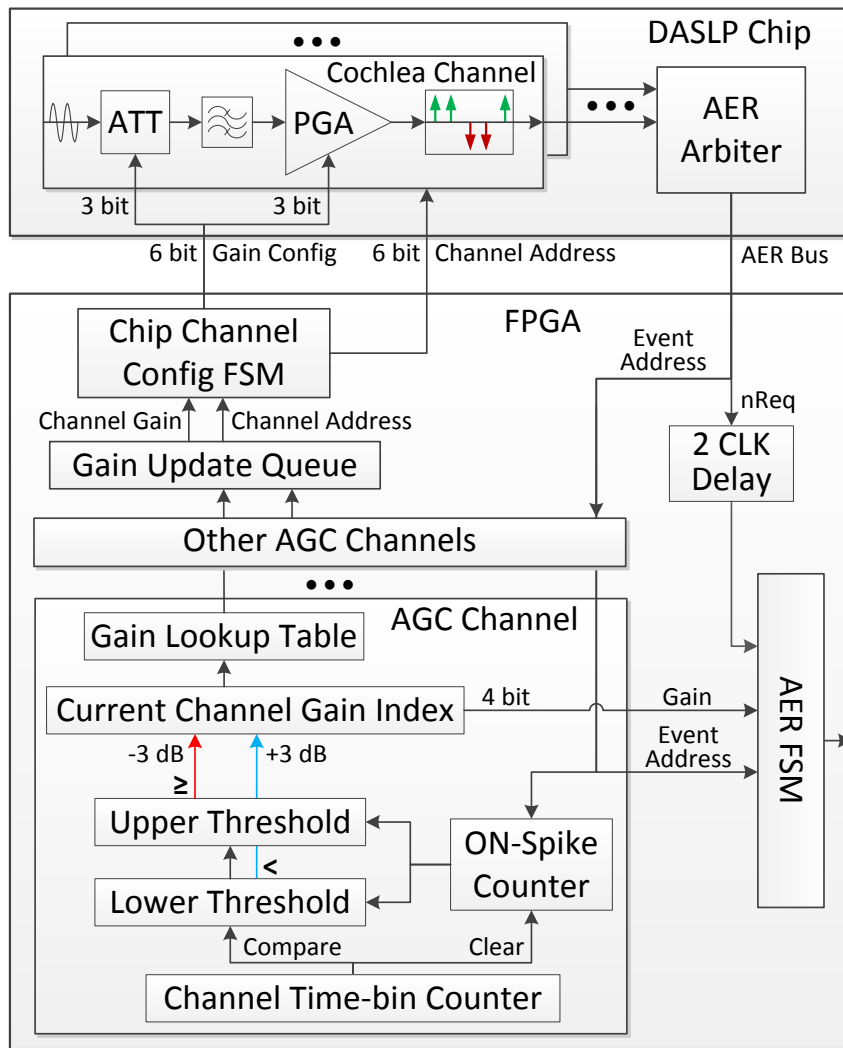 DASLP Chip
•••
Cochlea Channel
ATT
PGA
•••
AER
Arbiter
3 bit
3 bit
6 bit
Gain Config
6 bit
Channel Address
AER Bus
FPGA
Chip Channel
Config FSM
Event
Address
nReq
Channel Gain
Channel Address
2 CLK
Delay
Gain Update Queue
Other AGC Channels
•••
AGC Channel
Gain Lookup Table
Current Channel Gain Index
4 bit
Gain
AER FSM
-3 dB
+3 dB
Event
Address
≥
Upper Threshold
ON-Spike
Counter
<
Lower Threshold
Compare
Clear
Channel Time-bin Counter